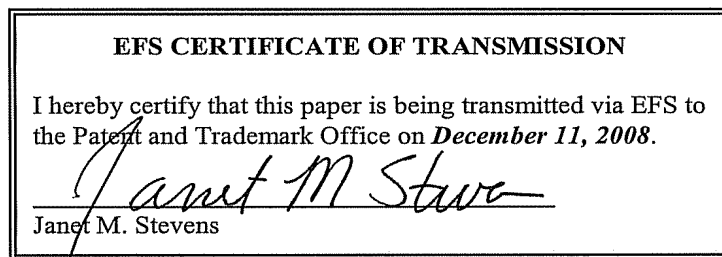 EFS CERTIFICATE OF TRANSMISSION
I hereby certify that this paper is being transmitted via EFS to
the Patent and Trademark Office on December 11, 2008.
Janet M Steven
Janet M. Stevens